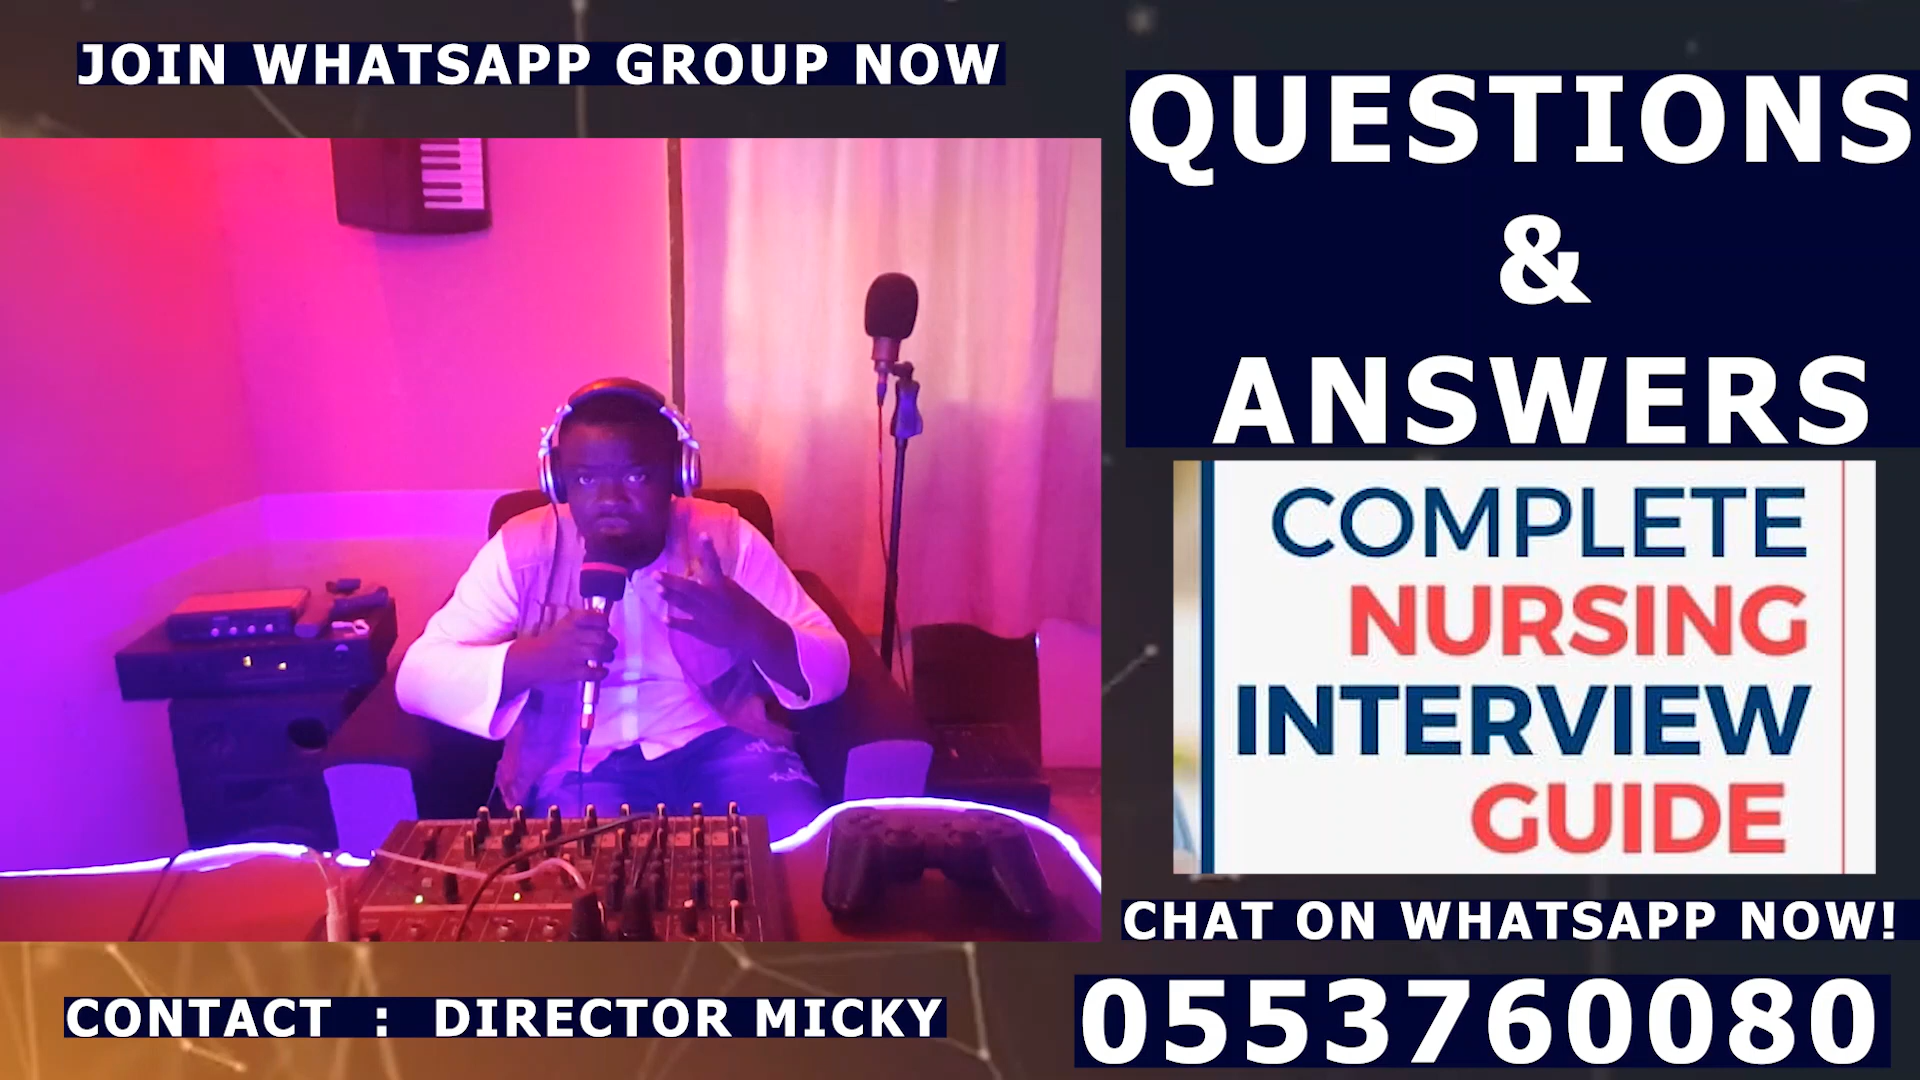 JOIN WHATSAPP GROUP NOW
QUESTIONS
&
ANSWERS
COMPLETE
NURSING
INTERVIEW
GUIDE
CHAT ON WHATSAPP NOW!
0553760080
CONTACT : DIRECTOR MICKY